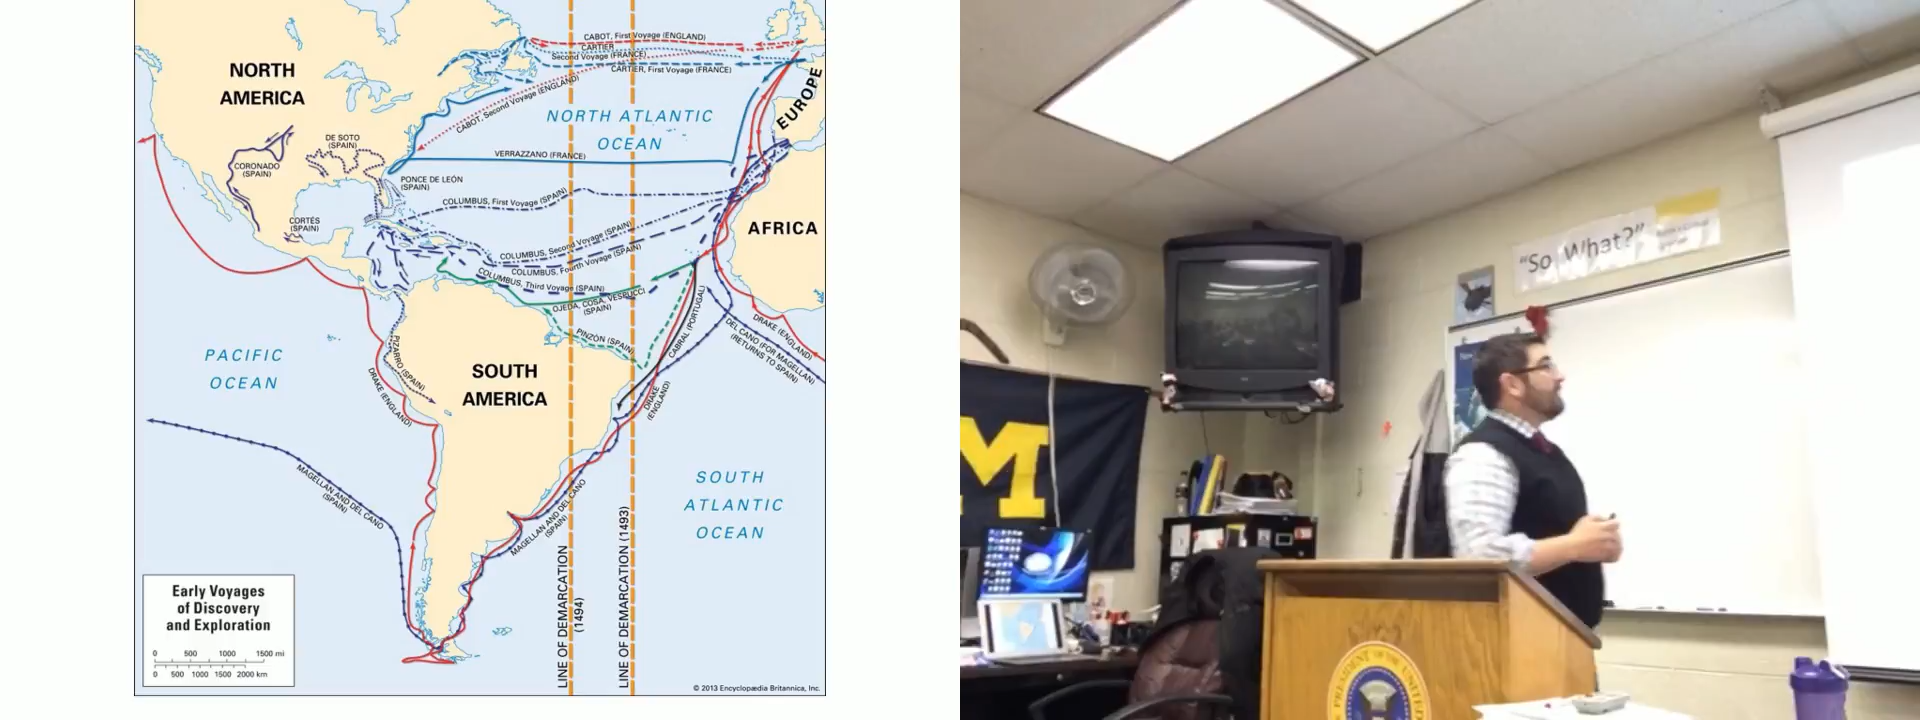 CABOT, First Voyage (ENGLAND)
CARTIER
Second Voyage (FRANCE)
CARTIER, First Voyage (FRANCE)
CABOT, Second Voyage (ENGLAND)
NORTH
AMERICA
EUROPE
NORTH ATLANTIC
OCEAN
DE SOTO
(SPAIN)
VERRAZZANO (FRANCE)
CORONADO
(SPAIN)
PONCE DE LEÓN
(SPAIN)
COLUMBUS, First Voyage (SPAIN)
CORTÉS
(SPAIN)
AFRICA
COLUMBUS, Second Voyage (SPAIN)
COLUMBUS, Fourth Voyage (SPAIN)
COLUMBUS, Third Voyage (SPAIN)
OJEDA, COSA, VESPUCCI
(SPAIN)
PINZÓN (SPAIN)
CABRAL (PORTUGAL)
DRAKE (ENGLAND)
DEL CANO (FOR MAGELLAN)
(RETURNS TO SPAIN)
PACIFIC
OCEAN
PIZARRO (SPAIN)
DRAKE (ENGLAND)
SOUTH
AMERICA
DRAKE
(ENGLAND)
MAGELLAN AND DEL CANO
(SPAIN)
MAGELLAN AND DEL CANO
(SPAIN)
SOUTH
ATLANTIC
OCEAN
LINE OF DEMARCATION
(1494)
LINE OF DEMARCATION (1493)
Early Voyages
of Discovery
and Exploration
0 500 1000 1500 mi
0 500 1000 1500 2000 km
© 2013 Encyclopædia Britannica, Inc.
"So What?"
M
PRESIDENT OF THE UNITED